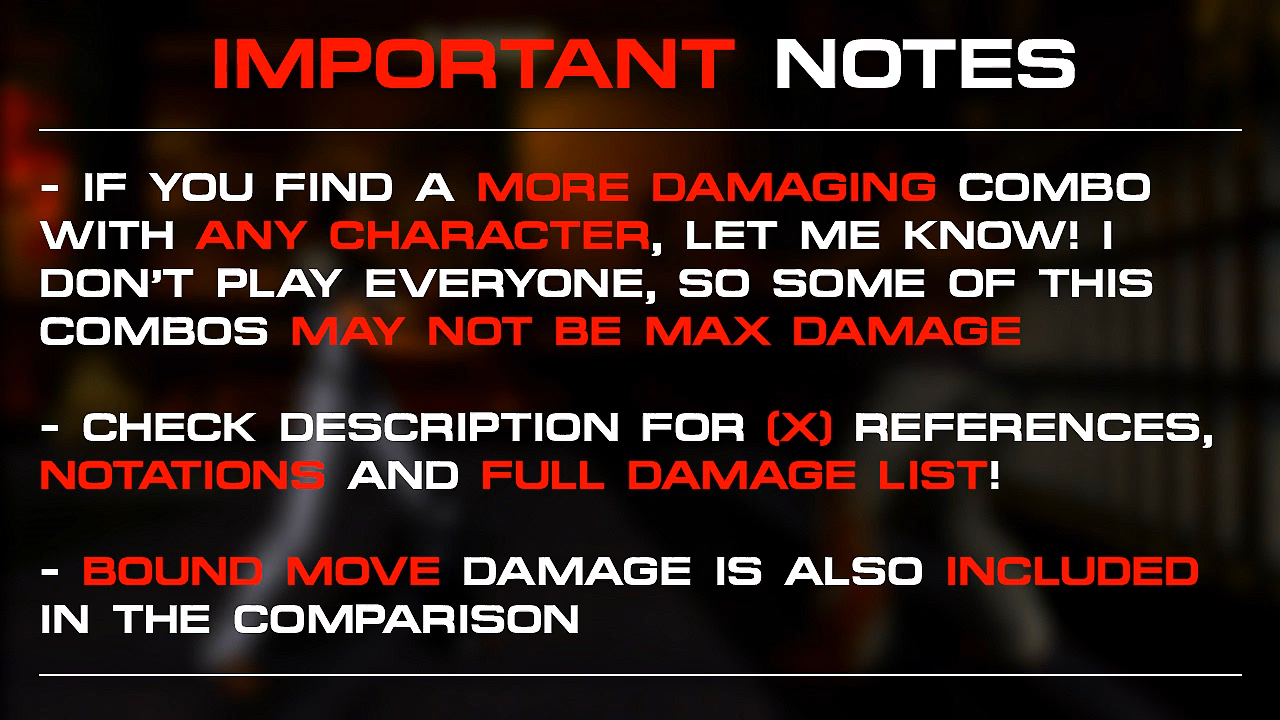 IMPORTANT NOTES
- IF YOU FIND A MORE DAMAGING COMBO
WITH ANY CHARACTER, LET ME KNOW! I
DON'T PLAY EVERYONE, SO SOME OF THIS
COMBOS MAY NOT BE MAX DAMAGE
- CHECK DESCRIPTION FOR (X) REFERENCES,
NOTATIONS AND FULL DAMAGE LIST!
- BOUND MOVE DAMAGE IS ALSO INCLUDED
IN THE COMPARISON